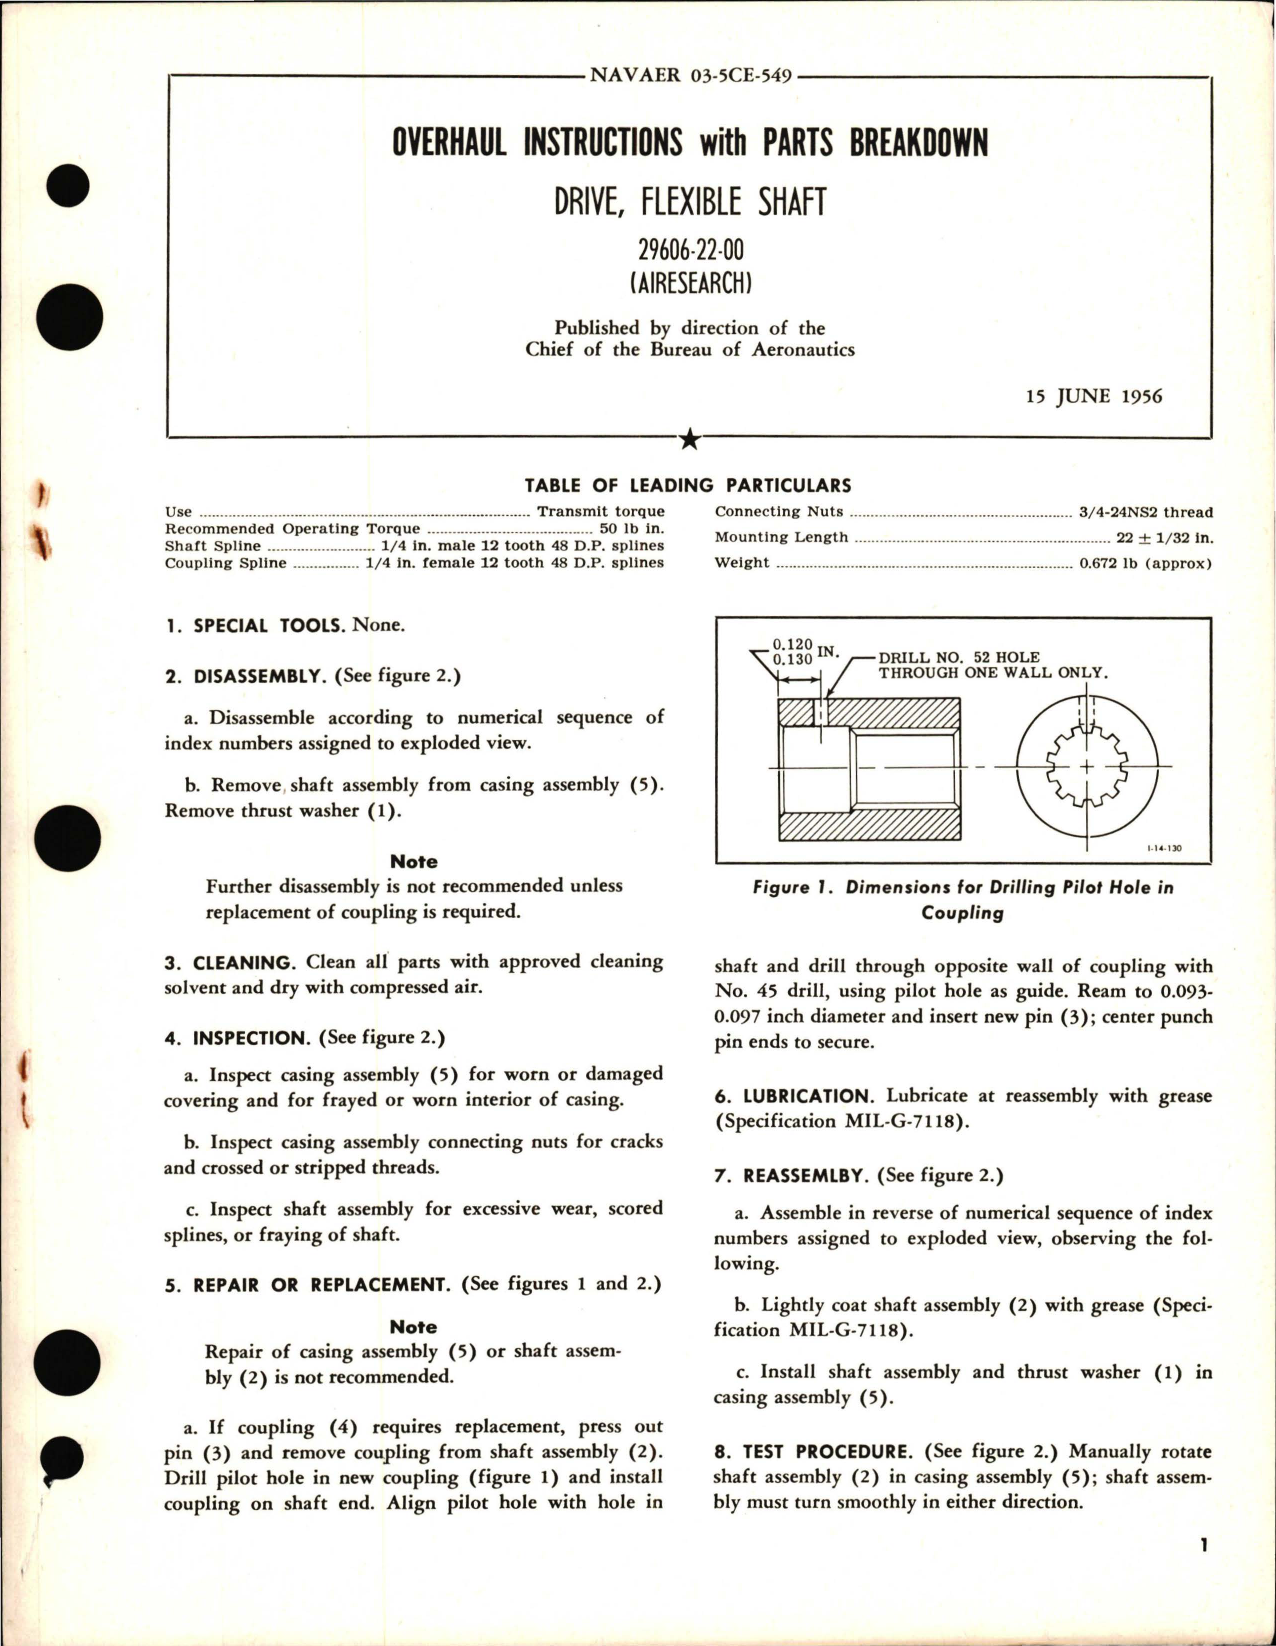 NAVAER 03-5CE-549
OVERHAUL INSTRUCTIONS with PARTS BREAKDOWN
DRIVE, FLEXIBLE SHAFT
29606-22-00
(AIRESEARCH)
Published by direction of the
Chief of the Bureau of Aeronautics
15 JUNE 1956
TABLE OF LEADING PARTICULARS
Use Transmit torque
Recommended Operating Torque 50 lb in.
Shaft Spline 1/4 in. male 12 tooth 48 D.P. splines
Coupling Spline 1/4 in. female 12 tooth 48 D.P. splines
Connecting Nuts 3/4-24NS2 thread
Mounting Length 22 ± 1/32 in.
Weight 0.672 lb (approx)
1. SPECIAL TOOLS. None.
2. DISASSEMBLY. (See figure 2.)
a. Disassemble according to numerical sequence of
index numbers assigned to exploded view.
b. Remove shaft assembly from casing assembly (5).
Remove thrust washer (1).
Note
Further disassembly is not recommended unless
replacement of coupling is required.
3. CLEANING. Clean all parts with approved cleaning
solvent and dry with compressed air.
4. INSPECTION. (See figure 2.)
a. Inspect casing assembly (5) for worn or damaged
covering and for frayed or worn interior of casing.
b. Inspect casing assembly connecting nuts for cracks
and crossed or stripped threads.
c. Inspect shaft assembly for excessive wear, scored
splines, or fraying of shaft.
5. REPAIR OR REPLACEMENT. (See figures 1 and 2.)
Note
Repair of casing assembly (5) or shaft assem-
bly (2) is not recommended.
a. If coupling (4) requires replacement, press out
pin (3) and remove coupling from shaft assembly (2).
Drill pilot hole in new coupling (figure 1) and install
coupling on shaft end. Align pilot hole with hole in
0.120
0.130 IN.
DRILL NO. 52 HOLE
THROUGH ONE WALL ONLY.
1-14-130
Figure 1. Dimensions for Drilling Pilot Hole in
Coupling
shaft and drill through opposite wall of coupling with
No. 45 drill, using pilot hole as guide. Ream to 0.093-
0.097 inch diameter and insert new pin (3); center punch
pin ends to secure.
6. LUBRICATION. Lubricate at reassembly with grease
(Specification MIL-G-7118).
7. REASSEMLBY. (See figure 2.)
a. Assemble in reverse of numerical sequence of index
numbers assigned to exploded view, observing the fol-
lowing.
b. Lightly coat shaft assembly (2) with grease (Speci-
fication MIL-G-7118).
c. Install shaft assembly and thrust washer (1) in
casing assembly (5).
8. TEST PROCEDURE. (See figure 2.) Manually rotate
shaft assembly (2) in casing assembly (5); shaft assem-
bly must turn smoothly in either direction.
1